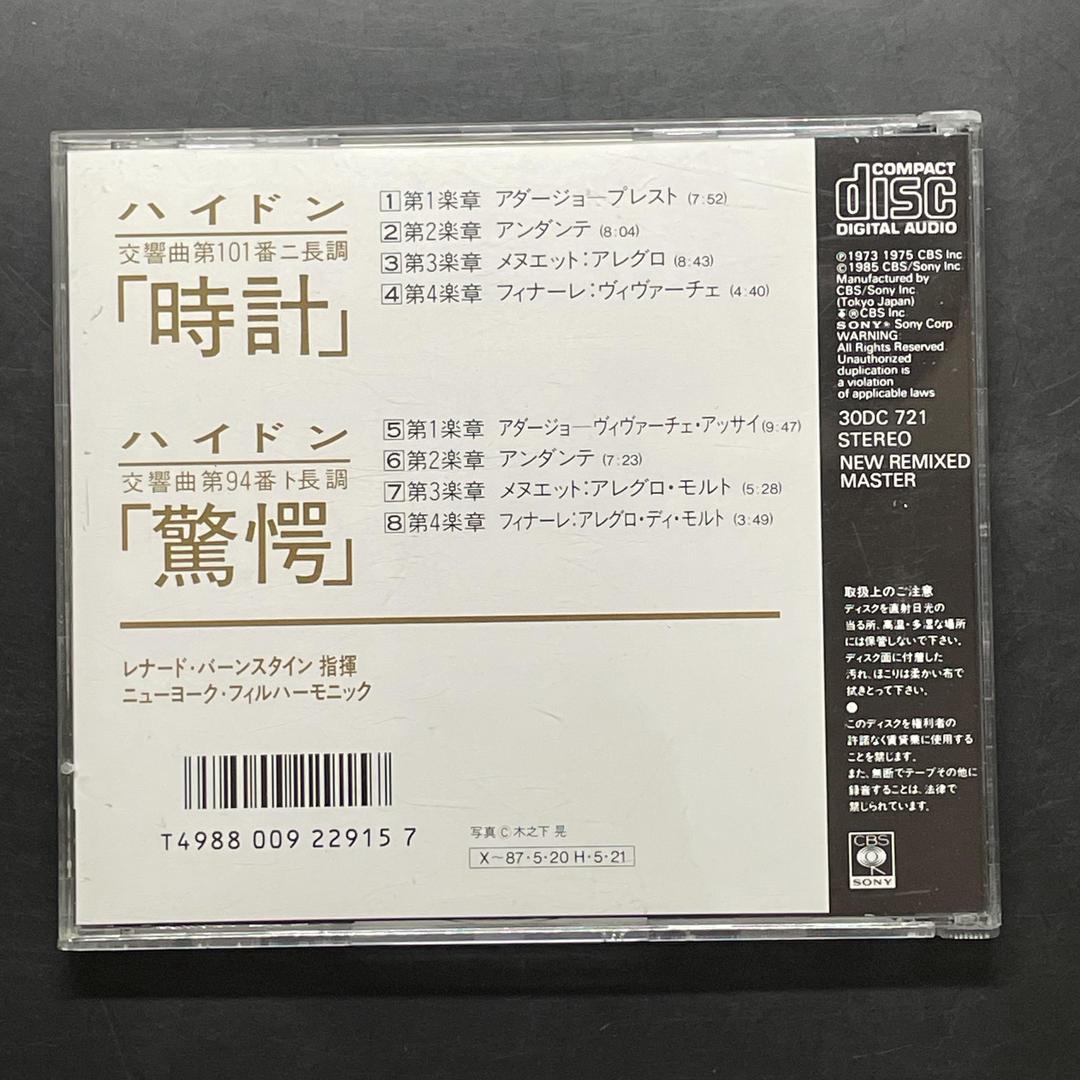 ハイドン
交響曲第101番ニ長調
「時計」
1 第1楽章 アダージョ―プレスト (7:52)
2 第2楽章 アンダンテ (8:04)
3 第3楽章 メヌエット:アレグロ (8:43)
4 第4楽章 フィナーレ:ヴィヴァーチェ (4:40)
ハイドン
交響曲第94番ト長調
「驚愕」
5 第1楽章 アダージョ―ヴィヴァーチェ・アッサイ (9:47)
6 第2楽章 アンダンテ (7:23)
7 第3楽章 メヌエット:アレグロ・モルト (5:28)
8 第4楽章 フィナーレ:アレグロ・ディ・モルト (3:49)
レナード・バーンスタイン 指揮
ニューヨーク・フィルハーモニック
T4988 009 22915 7
写真 Ⓒ 木之下 晃
X～87・5・20 H・5・21
COMPACT
disc
DIGITAL AUDIO
Ⓟ1973 1975 CBS Inc
©1985 CBS/Sony Inc.
Manufactured by
CBS/Sony Inc.
(Tokyo Japan)
®CBS Inc
SONY® Sony Corp
WARNING:
All Rights Reserved.
Unauthorized
duplication is
a violation
of applicable laws
30DC 721
STEREO
NEW REMIXED
MASTER
取扱上のご注意
ディスクを直射日光の
当る所、高温・多湿な場所
には保管しないで下さい。
ディスク面に付着した
汚れ、ほこりは柔かい布で
拭きとって下さい。
●
このディスクを権利者の
許諾なく賃貸業に使用する
ことを禁じます。
また、無断でテープその他に
録音することは、法律で
禁じられています。
CBS
SONY